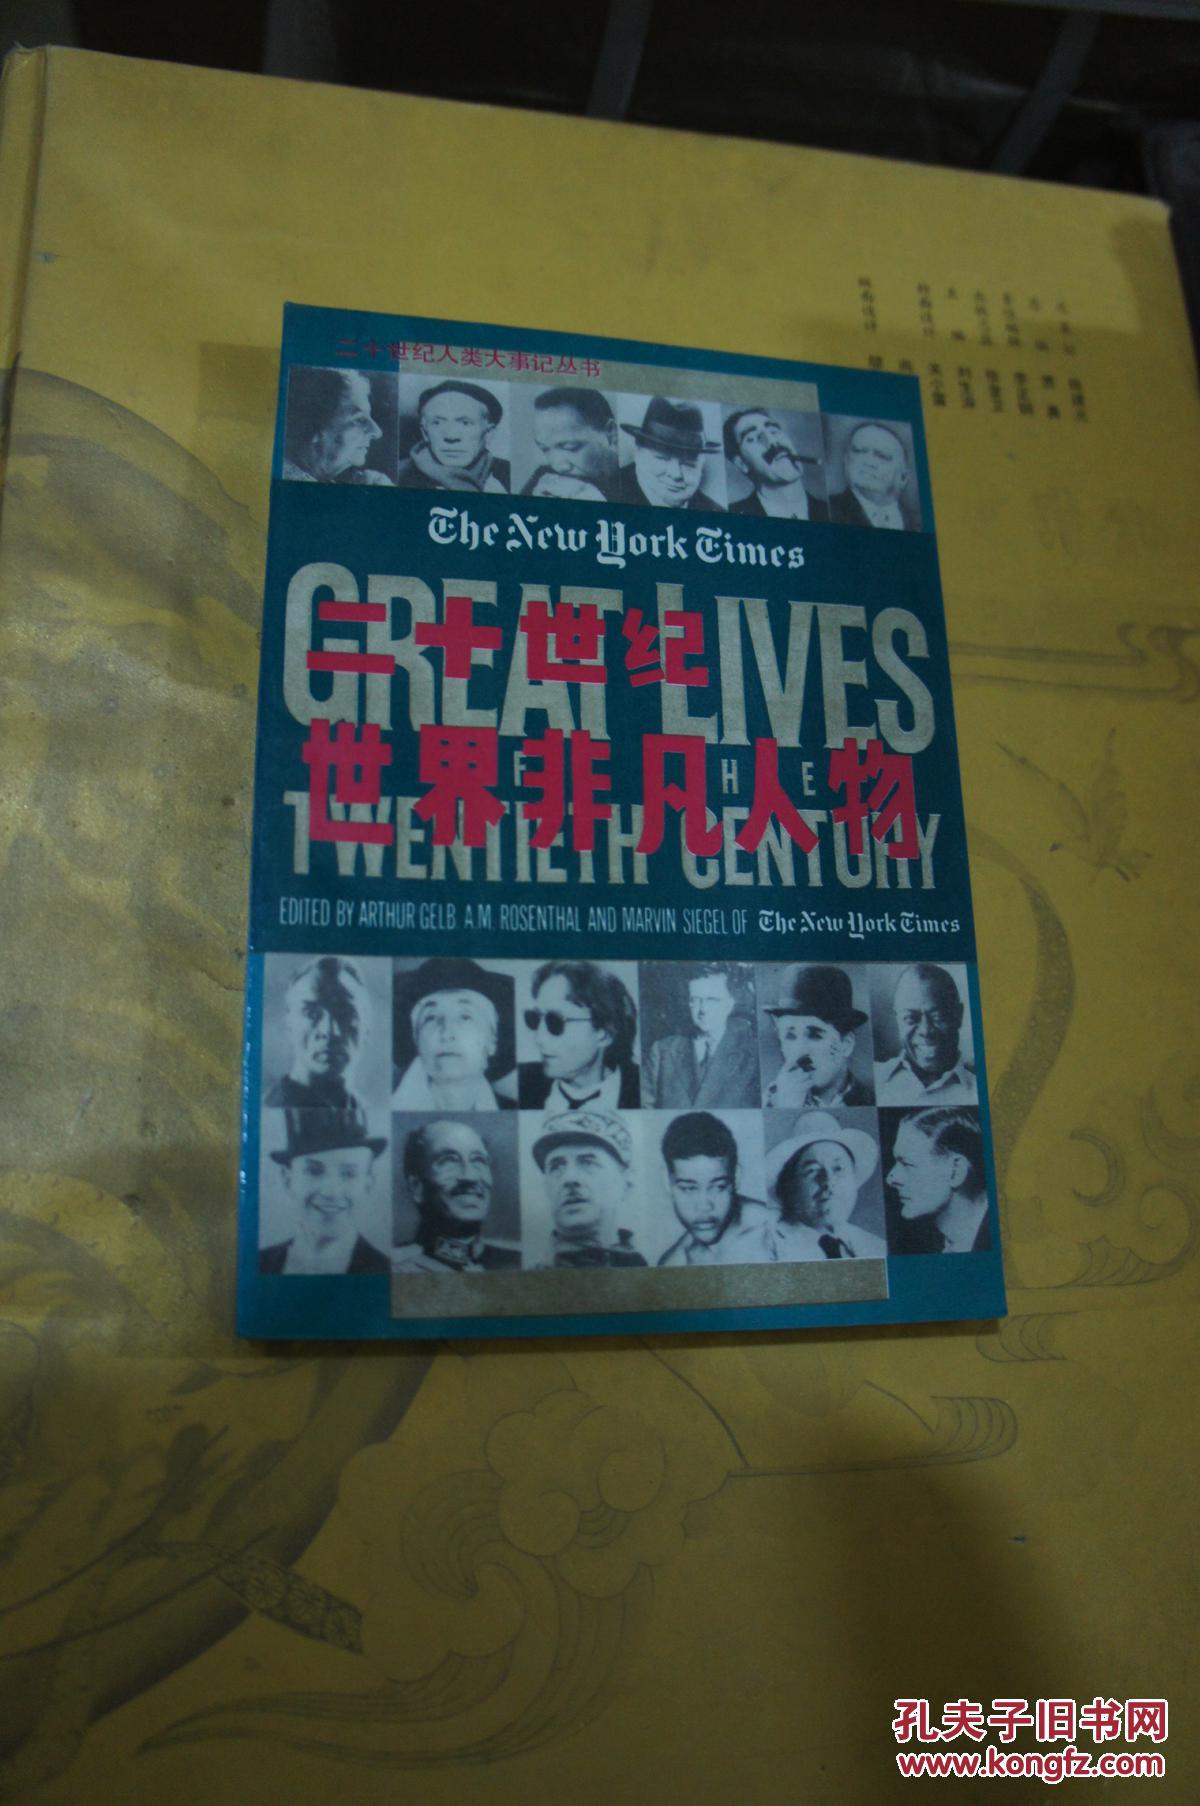 二十世纪人类大事记丛书
The New York Times
GREAT LIVES
二十世纪
世界非凡人物
TWENTIETH CENTURY
EDITED BY ARTHUR GELB, A.M. ROSENTHAL AND MARVIN SIEGEL OF The New York Times
孔夫子旧书网
www.kongfz.com